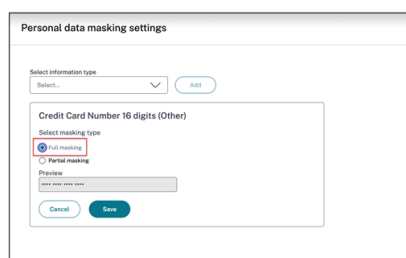 Personal data masking settings
Select information type
Select... Add
Credit Card Number 16 digits (Other)
Select masking type
Full masking
Partial masking
Preview
•••• •••• •••• ••••
Cancel Save